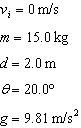 vᵢ = 0 m/s
m = 15.0 kg
d = 2.0 m
θ = 20.0°
g = 9.81 m/s²